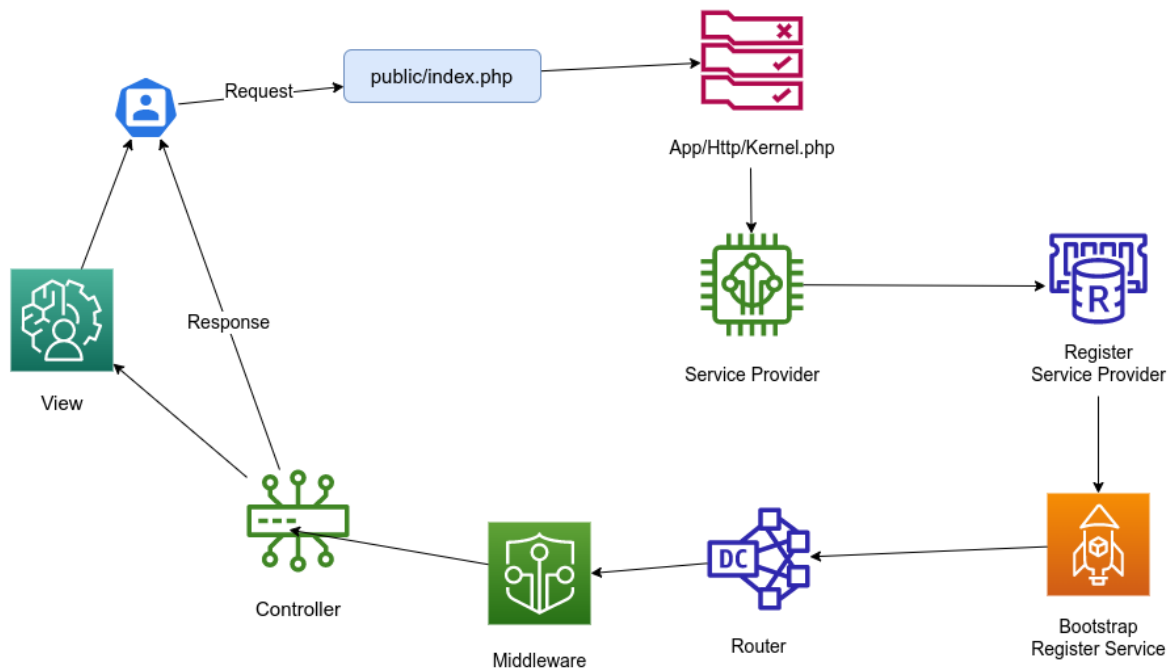 Request
public/index.php
App/Http/Kernel.php
Service Provider
R
Register
Service Provider
Response
View
Controller
Middleware
DC
Router
Bootstrap
Register Service